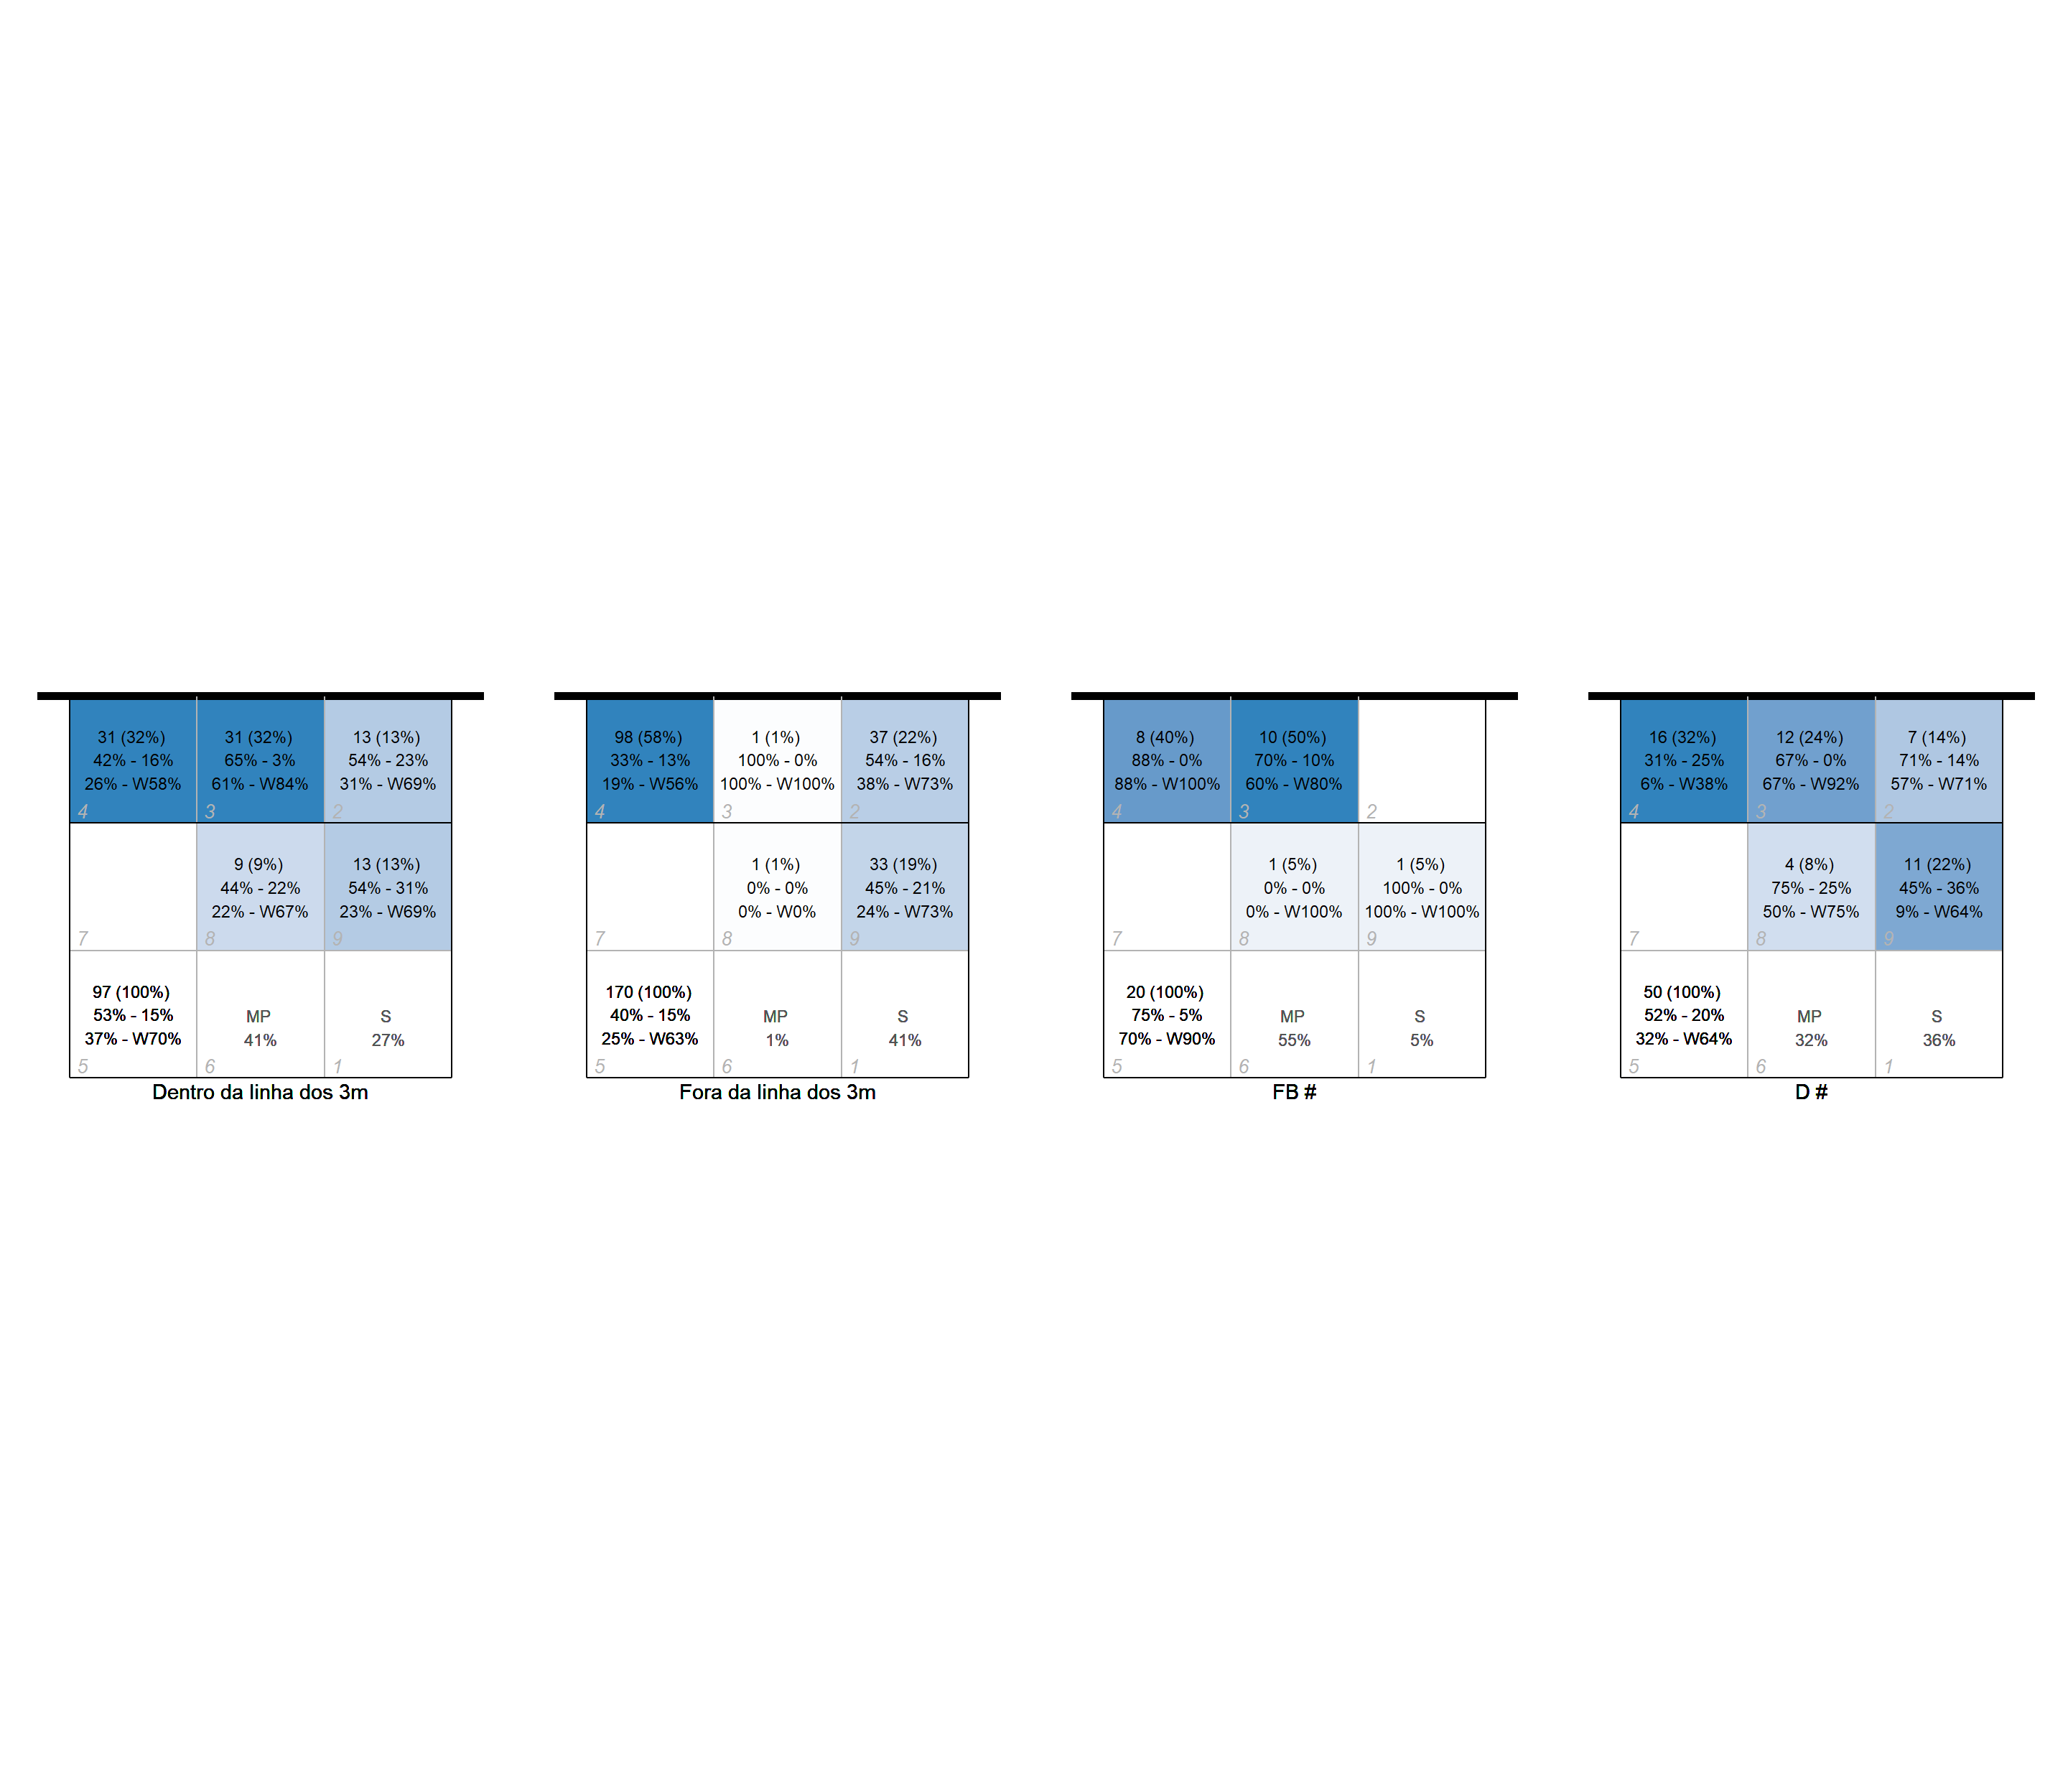 31 (32%)
42% - 16%
26% - W58%
4
31 (32%)
65% - 3%
61% - W84%
3
13 (13%)
54% - 23%
31% - W69%
2
7
9 (9%)
44% - 22%
22% - W67%
8
13 (13%)
54% - 31%
23% - W69%
9
97 (100%)
53% - 15%
37% - W70%
5
MP
41%
6
S
27%
1
Dentro da linha dos 3m
98 (58%)
33% - 13%
19% - W56%
4
1 (1%)
100% - 0%
100% - W100%
3
37 (22%)
54% - 16%
38% - W73%
2
7
1 (1%)
0% - 0%
0% - W0%
8
33 (19%)
45% - 21%
24% - W73%
9
170 (100%)
40% - 15%
25% - W63%
5
MP
1%
6
S
41%
1
Fora da linha dos 3m
8 (40%)
88% - 0%
88% - W100%
4
10 (50%)
70% - 10%
60% - W80%
3
2
7
1 (5%)
0% - 0%
0% - W100%
8
1 (5%)
100% - 0%
100% - W100%
9
20 (100%)
75% - 5%
70% - W90%
5
MP
55%
6
S
5%
1
FB #
16 (32%)
31% - 25%
6% - W38%
4
12 (24%)
67% - 0%
67% - W92%
3
7 (14%)
71% - 14%
57% - W71%
2
7
4 (8%)
75% - 25%
50% - W75%
8
11 (22%)
45% - 36%
9% - W64%
9
50 (100%)
52% - 20%
32% - W64%
5
MP
32%
6
S
36%
1
D #